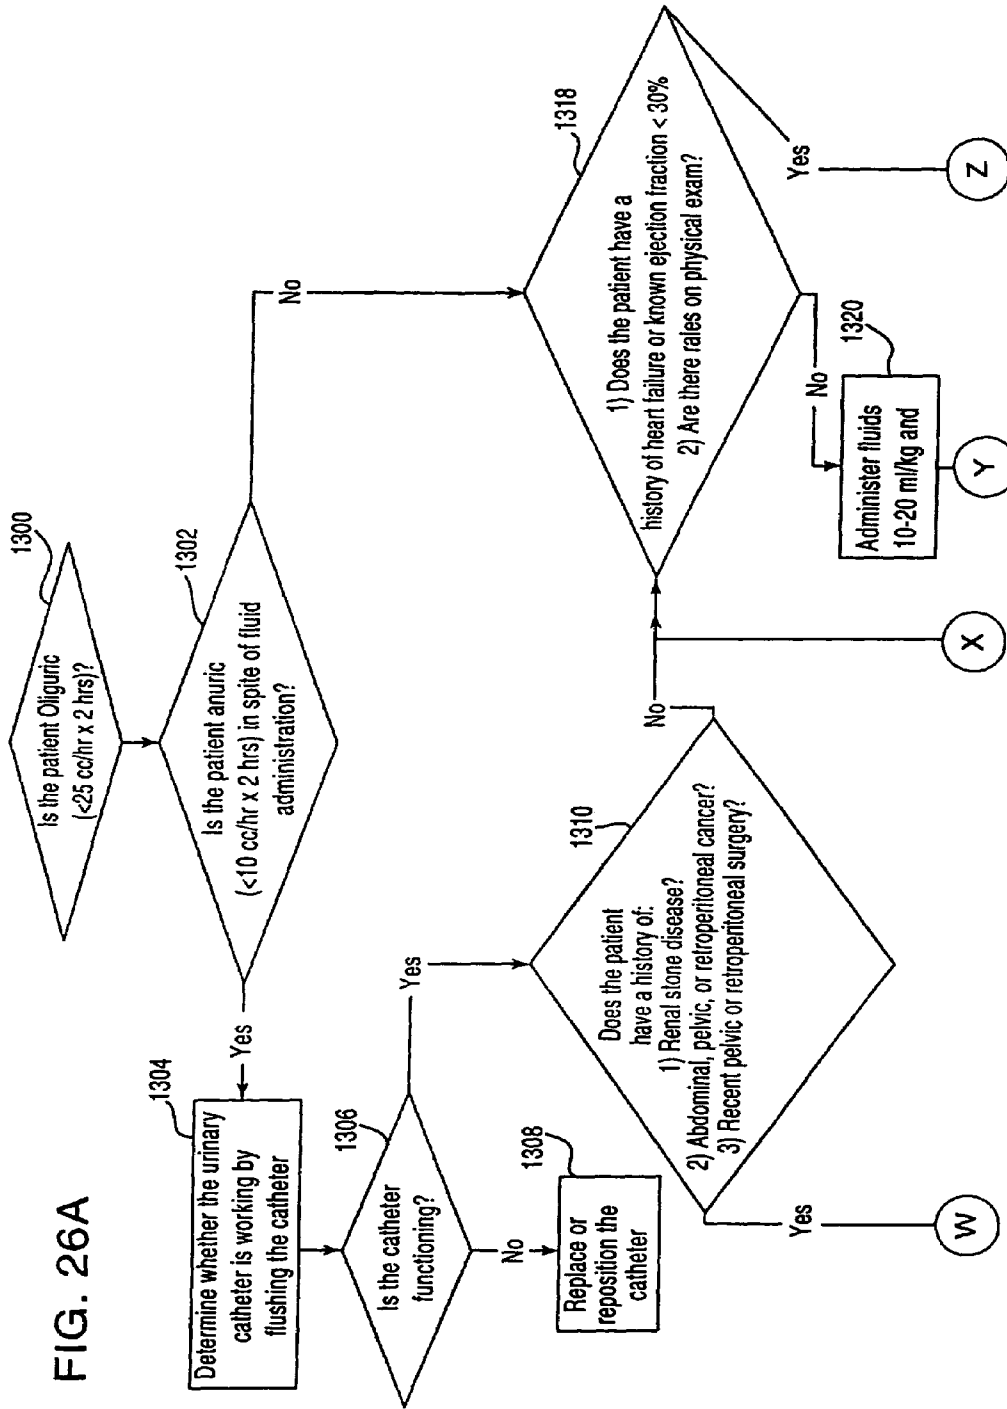 FIG. 26A
1300
Is the patient Oliguric
(<25 cc/hr x 2 hrs)?
1302
Is the patient anuric
(<10 cc/hr x 2 hrs) in spite of fluid
administration?
Yes
No
1304
Determine whether the urinary
catheter is working by
flushing the catheter
1306
Is the catheter
functioning?
Yes
No
1308
Replace or
reposition the
catheter
1310
Does the patient
have a history of:
1) Renal stone disease?
2) Abdominal, pelvic, or retroperitoneal cancer?
3) Recent pelvic or retroperitoneal surgery?
Yes
No
W
X
1318
1) Does the patient have a
history of heart failure or known ejection fraction < 30%
2) Are there rales on physical exam?
No
Yes
1320
Administer fluids
10-20 ml/kg and
Y
Z